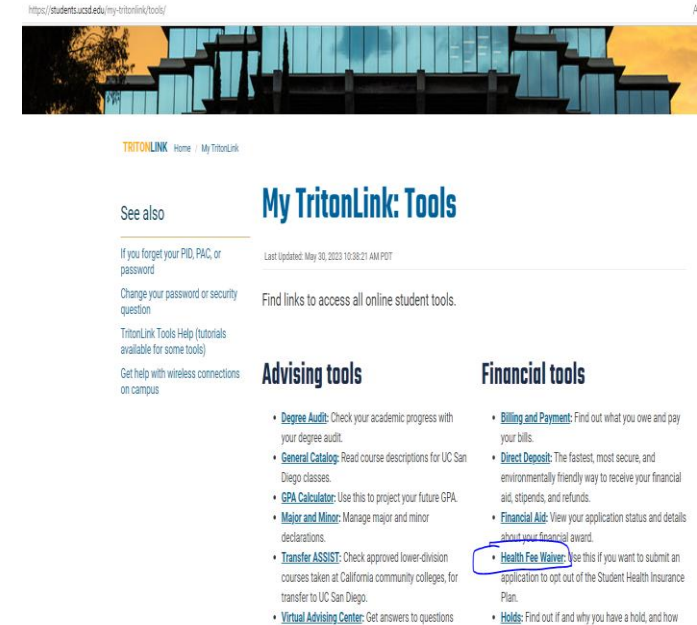 https://students.ucsd.edu/my-tritonlink/tools/
TRITONLINK Home / My TritonLink
See also
If you forget your PID, PAC, or
password
Change your password or security
question
TritonLink Tools Help (tutorials
available for some tools)
Get help with wireless connections
on campus
My TritonLink: Tools
Last Updated: May 30, 2023 10:38:21 AM PDT
Find links to access all online student tools.
Advising tools
• Degree Audit: Check your academic progress with
your degree audit.
• General Catalog: Read course descriptions for UC San
Diego classes.
• GPA Calculator: Use this to project your future GPA.
• Major and Minor: Manage major and minor
declarations.
• Transfer ASSIST: Check approved lower-division
courses taken at California community colleges, for
transfer to UC San Diego.
• Virtual Advising Center: Get answers to questions
Financial tools
• Billing and Payment: Find out what you owe and pay
your bills.
• Direct Deposit: The fastest, most secure, and
environmentally friendly way to receive your financial
aid, stipends, and refunds.
• Financial Aid: View your application status and details
about your financial award.
• Health Fee Waiver: Use this if you want to submit an
application to opt out of the Student Health Insurance
Plan.
• Holds: Find out if and why you have a hold, and how